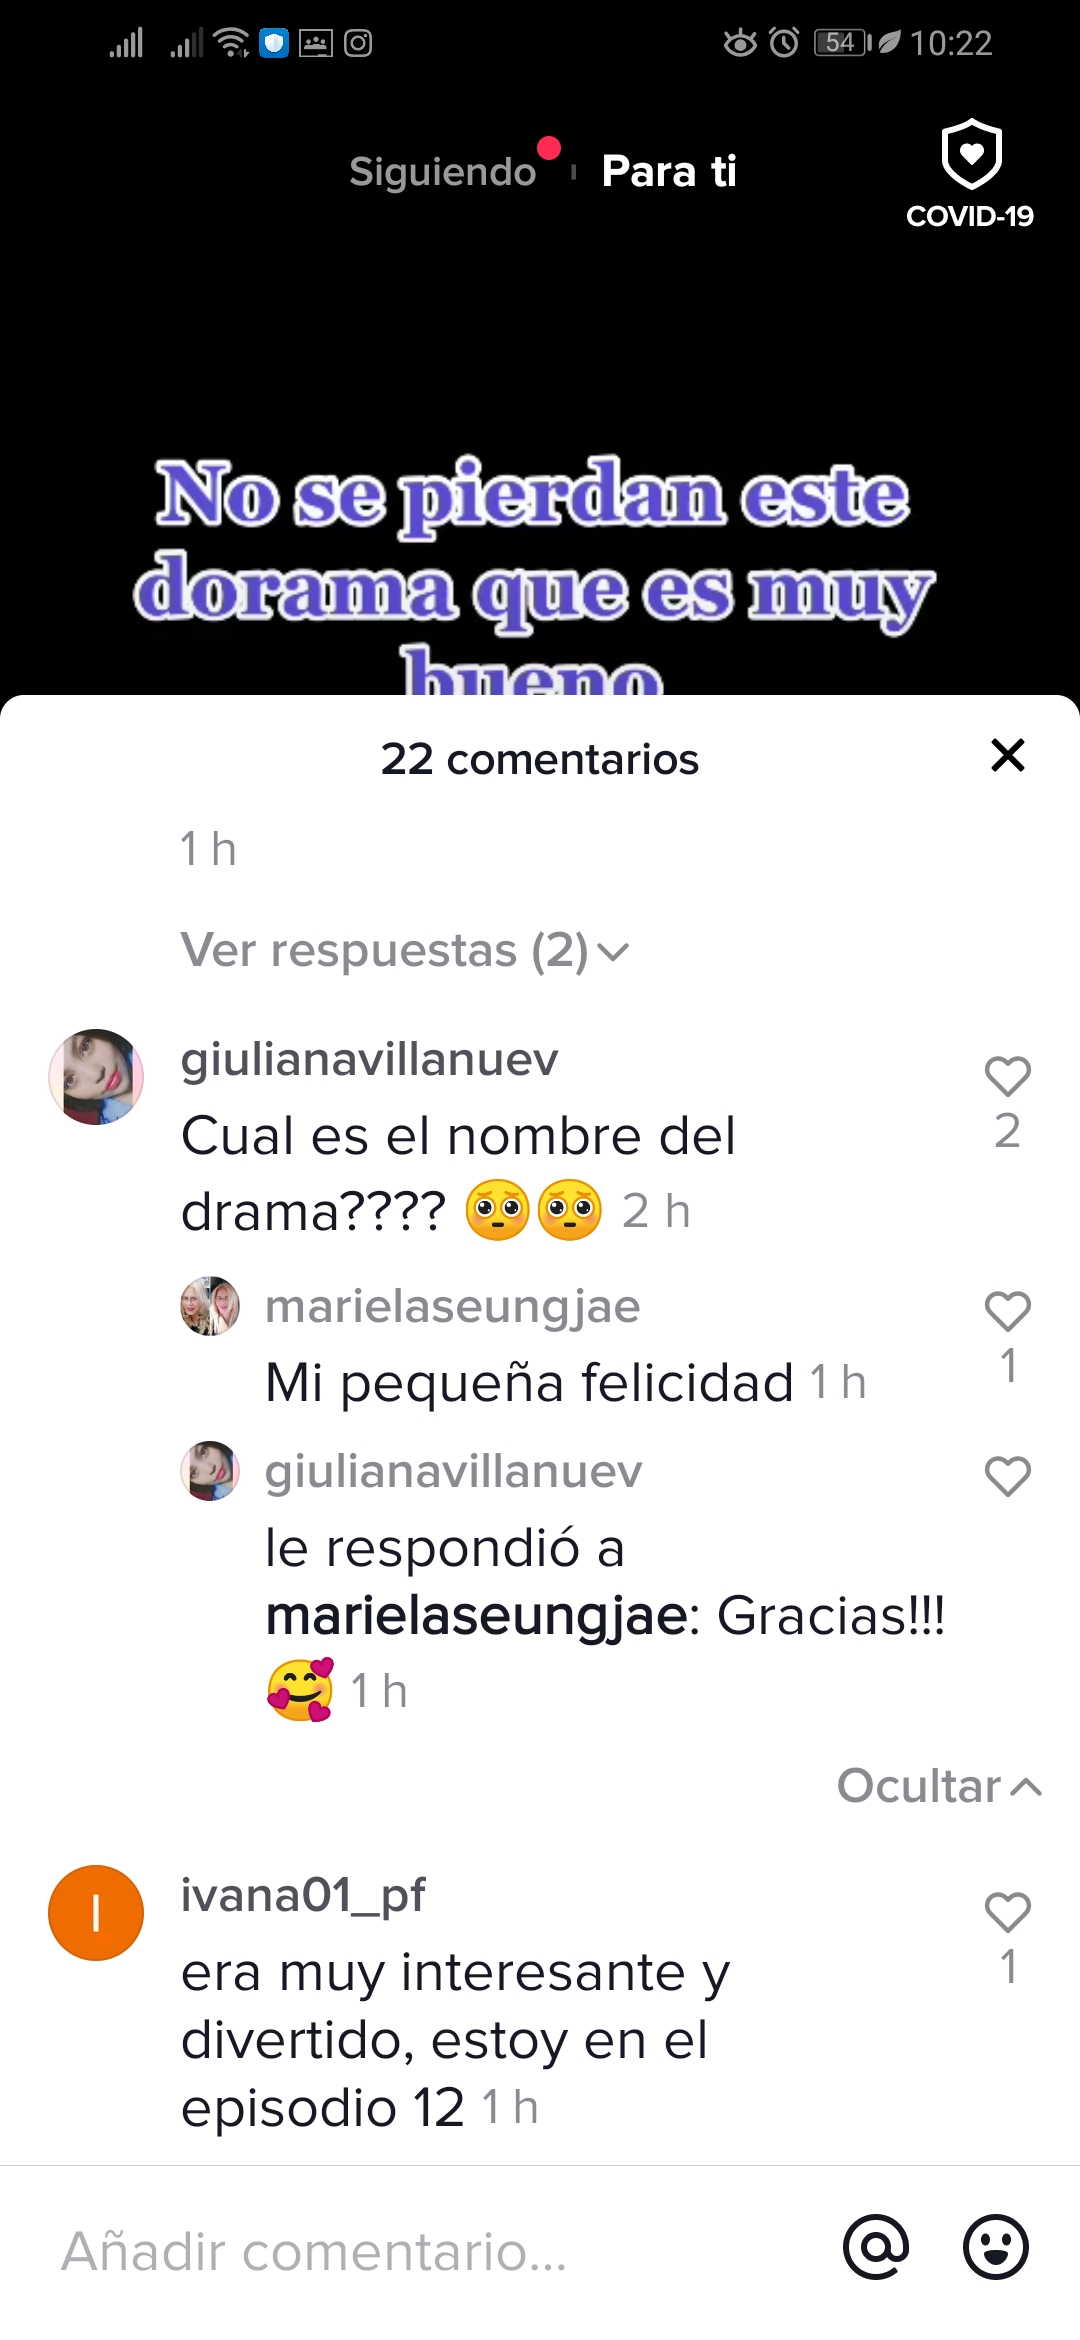 54 10:22
Siguiendo Para ti
COVID-19
No se pierdan este
dorama que es muy
bueno
22 comentarios
1 h
Ver respuestas (2)
giulianavillanuev
2
Cual es el nombre del
drama???? 🥺🥺 2 h
marielaseungjae
1
Mi pequeña felicidad 1 h
giulianavillanuev
le respondió a
marielaseungjae: Gracias!!!
🥰 1 h
Ocultar
I
ivana01_pf
1
era muy interesante y
divertido, estoy en el
episodio 12 1 h
Añadir comentario...